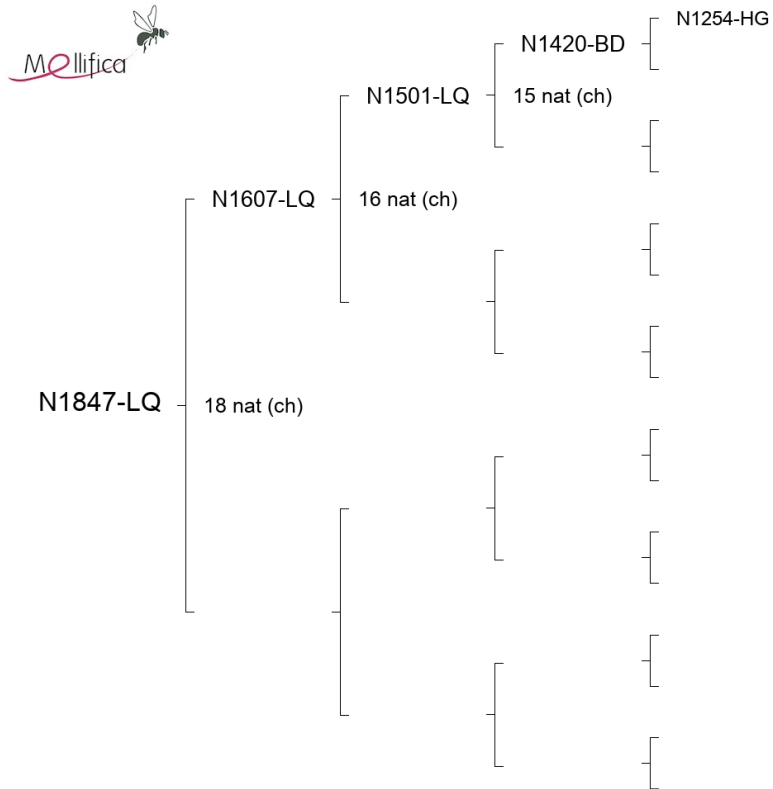 Mellifica
N1254-HG
N1420-BD
N1501-LQ
15 nat (ch)
N1607-LQ
16 nat (ch)
N1847-LQ
18 nat (ch)